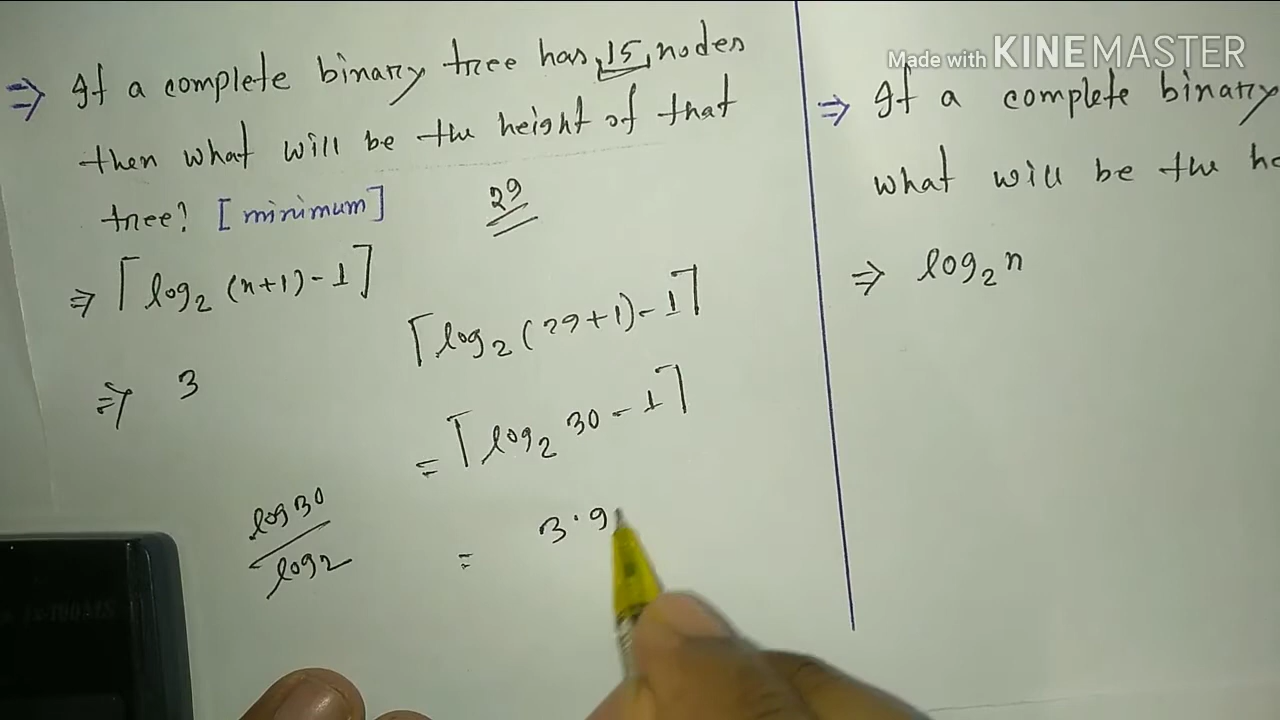 Made with KINEMASTER
⇒ If a complete binary tree has 15 nodes
then what will be the height of that
tree? [minimum]
29
⇒ ⌈log₂ (n+1) - 1⌉
⇒ 3
⌈log₂ (29+1) - 1⌉
= ⌈log₂ 30 - 1⌉
log 30
log 2
= 3.9
⇒ If a complete binary
what will be the he
⇒ log₂ n